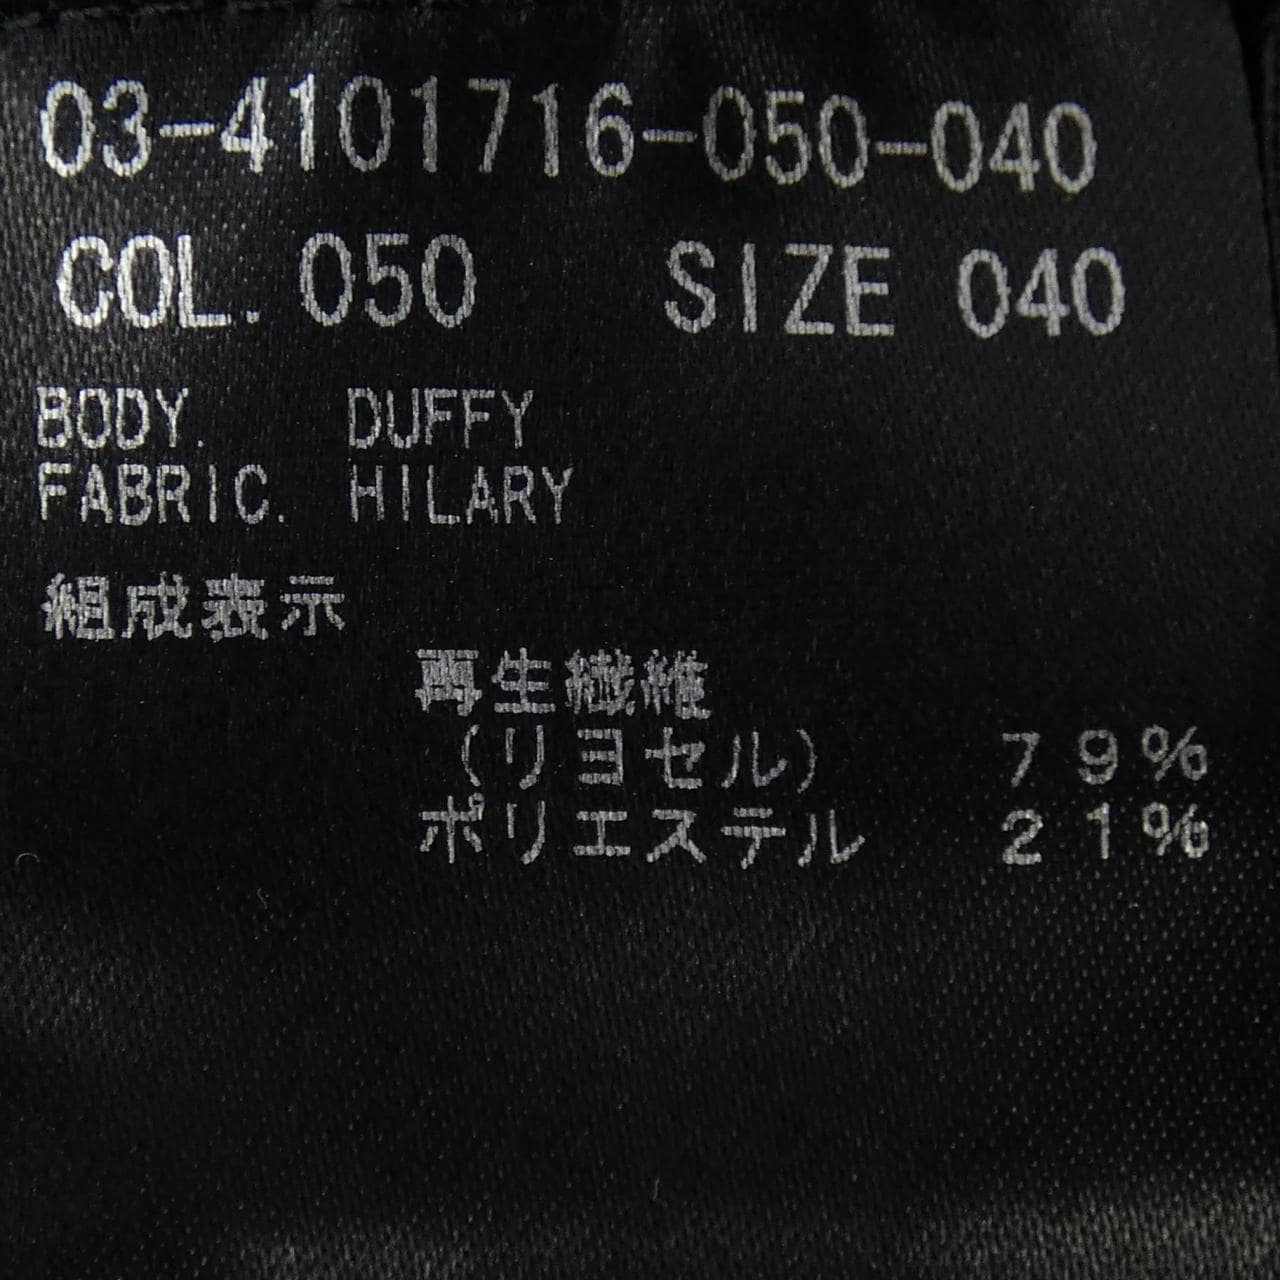 03-4101716-050-040
COL. 050 SIZE 040
BODY. DUFFY
FABRIC. HILARY
組成表示
再生繊維
(リヨセル) 79%
ポリエステル 21%